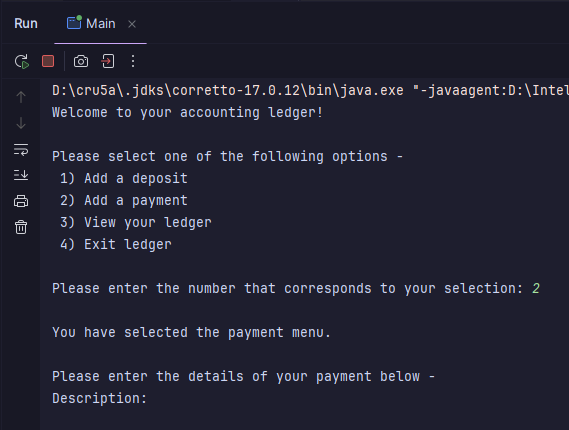 Run
Main
D:\cru5a\.jdks\corretto-17.0.12\bin\java.exe "-javaagent:D:\Intel
Welcome to your accounting ledger!
Please select one of the following options -
1) Add a deposit
2) Add a payment
3) View your ledger
4) Exit ledger
Please enter the number that corresponds to your selection: 2
You have selected the payment menu.
Please enter the details of your payment below -
Description: